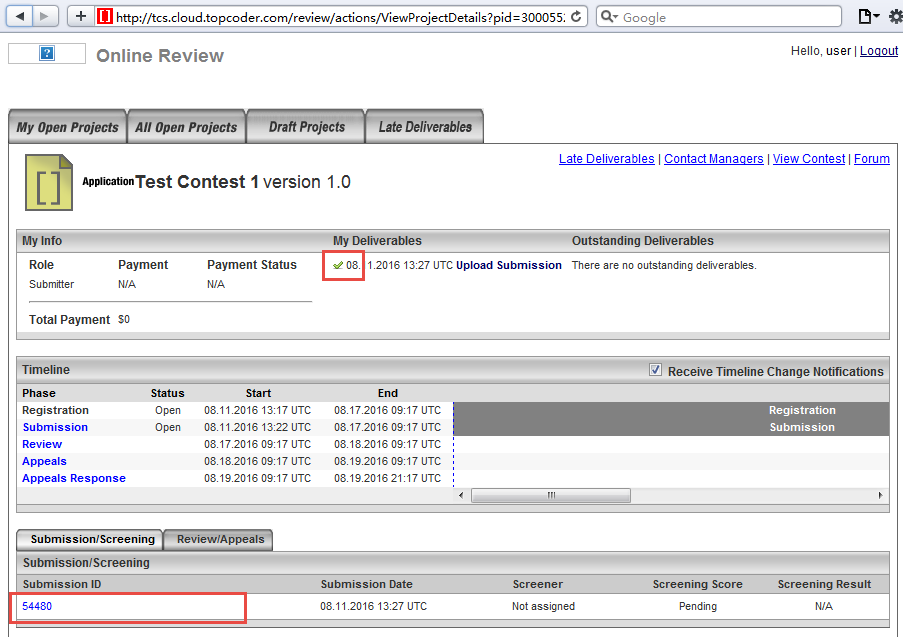 http://tcs.cloud.topcoder.com/review/actions/ViewProjectDetails?pid=300055 Google
Online Review Hello, user | Logout
My Open Projects All Open Projects Draft Projects Late Deliverables
Late Deliverables | Contact Managers | View Contest | Forum
Application Test Contest 1 version 1.0
My Info My Deliverables Outstanding Deliverables
Role Payment Payment Status 08. 1.2016 13:27 UTC Upload Submission There are no outstanding deliverables.
Submitter N/A N/A
Total Payment $0
Timeline Receive Timeline Change Notifications
Phase Status Start End
Registration Open 08.11.2016 13:17 UTC 08.17.2016 09:17 UTC Registration
Submission Open 08.11.2016 13:22 UTC 08.17.2016 09:17 UTC Submission
Review 08.17.2016 09:17 UTC 08.18.2016 09:17 UTC
Appeals 08.18.2016 09:17 UTC 08.19.2016 09:17 UTC
Appeals Response 08.19.2016 09:17 UTC 08.19.2016 21:17 UTC
Submission/Screening Review/Appeals
Submission/Screening
Submission ID Submission Date Screener Screening Score Screening Result
54480 08.11.2016 13:27 UTC Not assigned Pending N/A